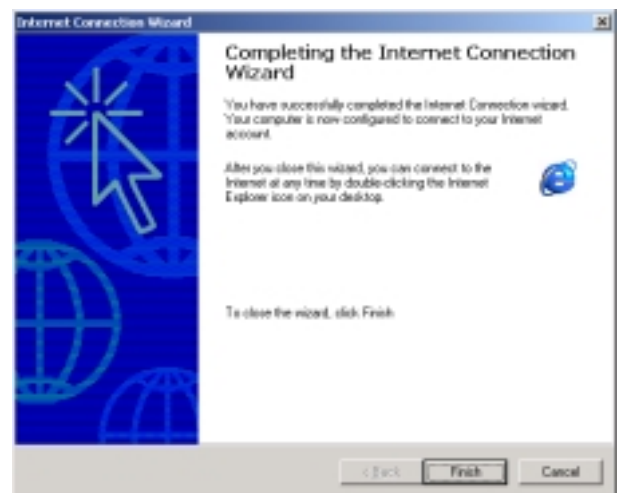 Internet Connection Wizard
Completing the Internet Connection
Wizard
You have successfully completed the Internet Connection wizard.
Your computer is now configured to connect to your Internet
account.
After you close this wizard, you can connect to the
Internet at any time by double-clicking the Internet
Explorer icon on your desktop.
To close the wizard, click Finish
< Back Finish Cancel